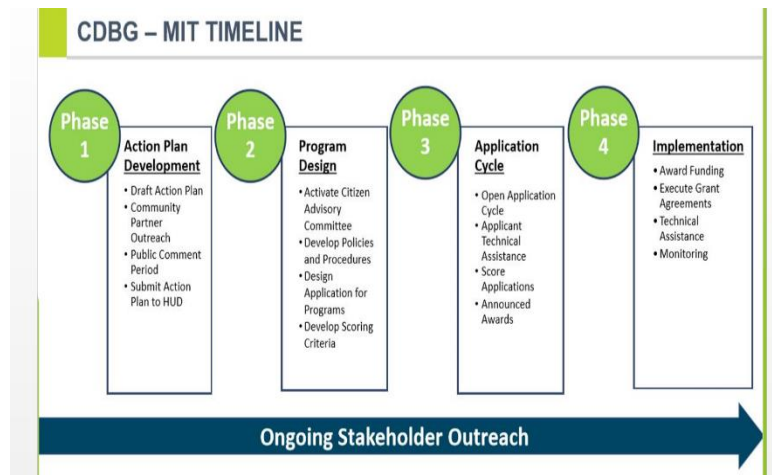 CDBG – MIT TIMELINE
Phase
1
Action Plan
Development
• Draft Action Plan
• Community
Partner
Outreach
• Public Comment
Period
• Submit Action
Plan to HUD
Phase
2
Program
Design
• Activate Citizen
Advisory
Committee
• Develop Policies
and Procedures
• Design
Application for
Programs
• Develop Scoring
Criteria
Phase
3
Application
Cycle
• Open Application
Cycle
• Applicant
Technical
Assistance
• Score
Applications
• Announced
Awards
Phase
4
Implementation
• Award Funding
• Execute Grant
Agreements
• Technical
Assistance
• Monitoring
Ongoing Stakeholder Outreach